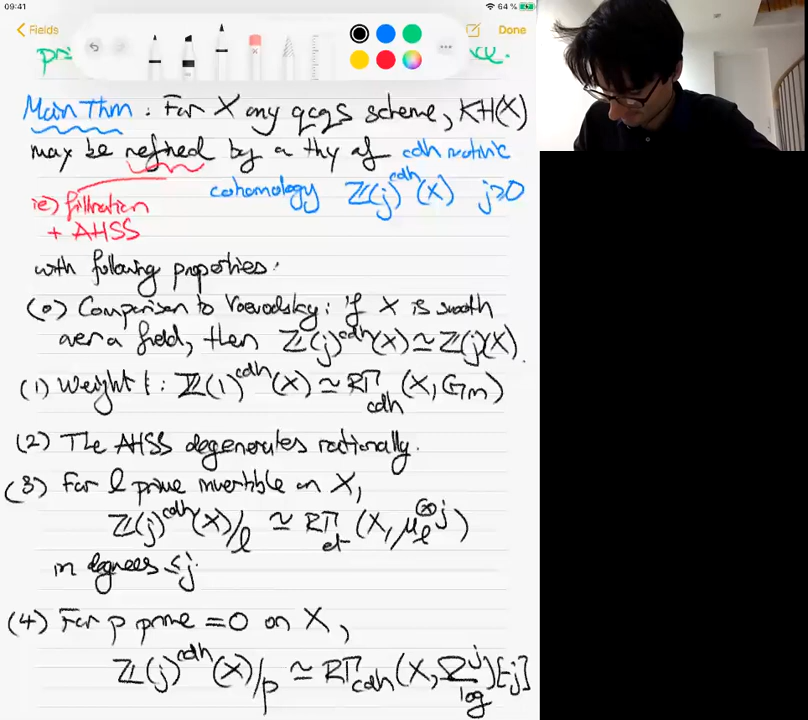 09:41
64%
Fields
Done
Main Thm : For X any qcqs scheme, KH(X)
may be refined by a thy of cdh motivic
cohomology ℤ(j)^cdh (X) j≥0
ie) filtration
+ AHSS
with following properties:
(0) Comparison to Voevodsky: if X is smooth
over a field, then ℤ(j)^cdh (X) ≃ ℤ(j)(X).
(1) Weight 1: ℤ(1)^cdh (X) ≃ RΓ_cdh (X, 𝔾m)
(2) The AHSS degenerates rationally.
(3) For ℓ prime invertible on X,
ℤ(j)^cdh (X)/ℓ ≃ RΓ_et (X, μ_ℓ^⊗j)
in degrees ≤ j
(4) For p prime = 0 on X,
ℤ(j)^cdh (X)/p ≃ RΓ_cdh (X, Ω^j_log)[-j]